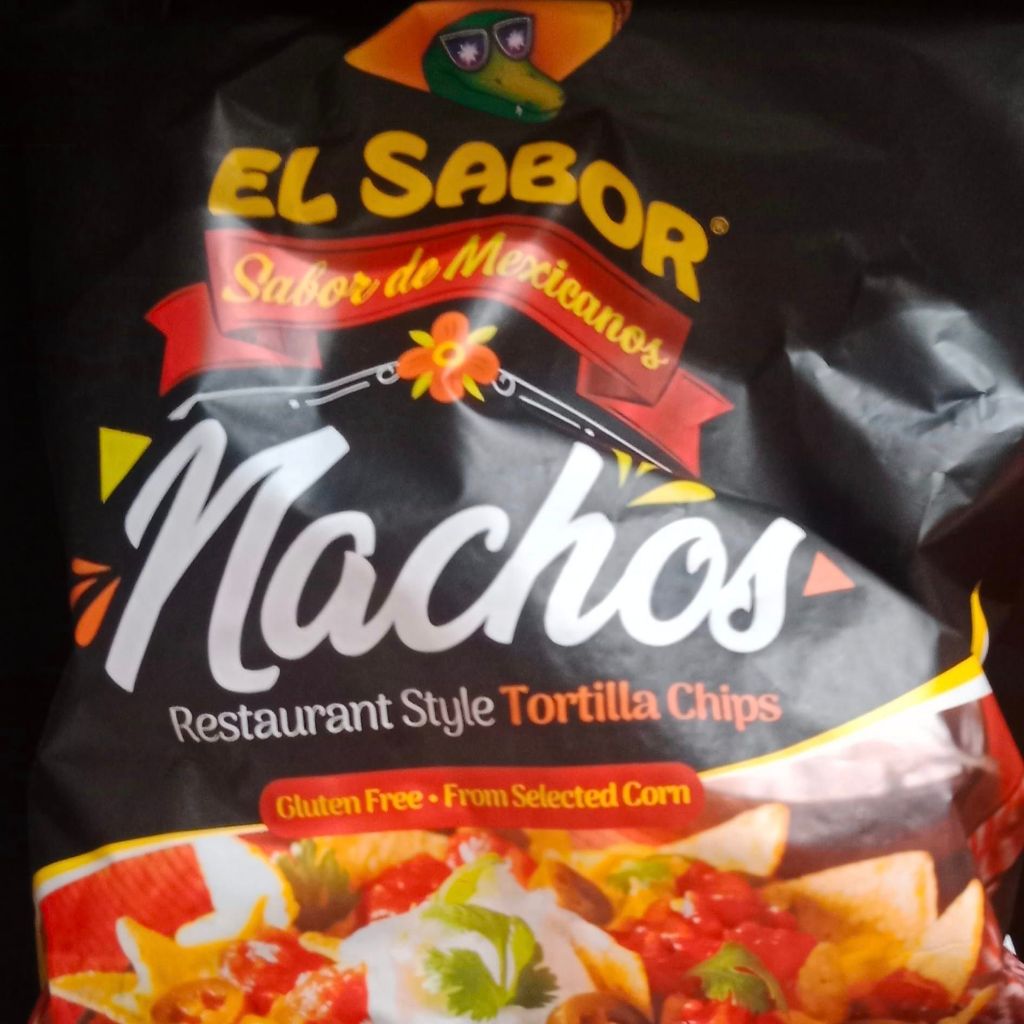 EL SABOR®
Sabor de Mexicanos
Nachos
Restaurant Style Tortilla Chips
Gluten Free • From Selected Corn